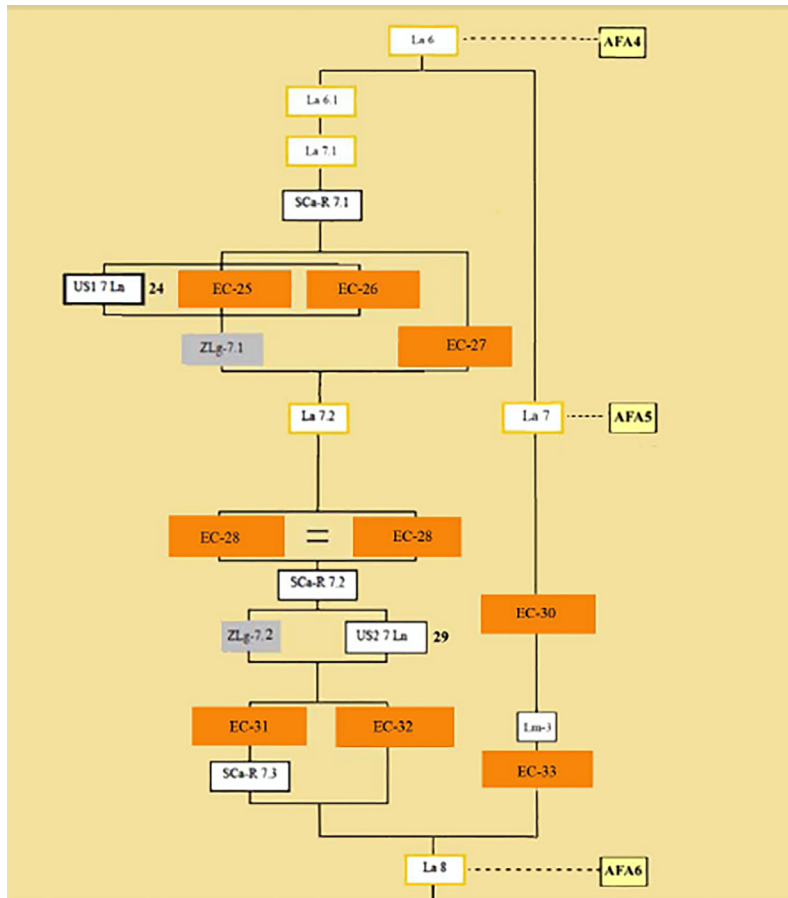 La 6
AFA4
La 6.1
La 7.1
SCa-R 7.1
US1 7 Ln
24
EC-25
EC-26
ZLg-7.1
EC-27
La 7.2
La 7
AFA5
EC-28
=
EC-28
SCa-R 7.2
EC-30
ZLg-7.2
US2 7 Ln
29
EC-31
EC-32
Lm-3
SCa-R 7.3
EC-33
La 8
AFA6